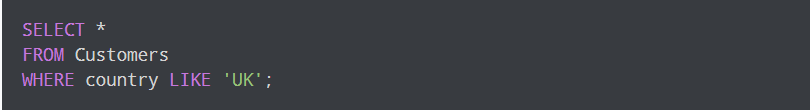 SELECT *
FROM Customers
WHERE country LIKE 'UK';